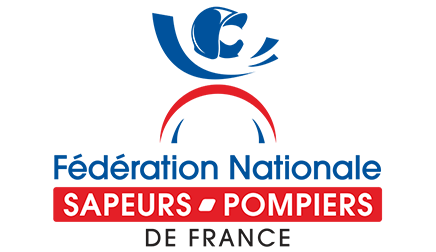 Fédération Nationale
SAPEURS-POMPIERS
DE FRANCE